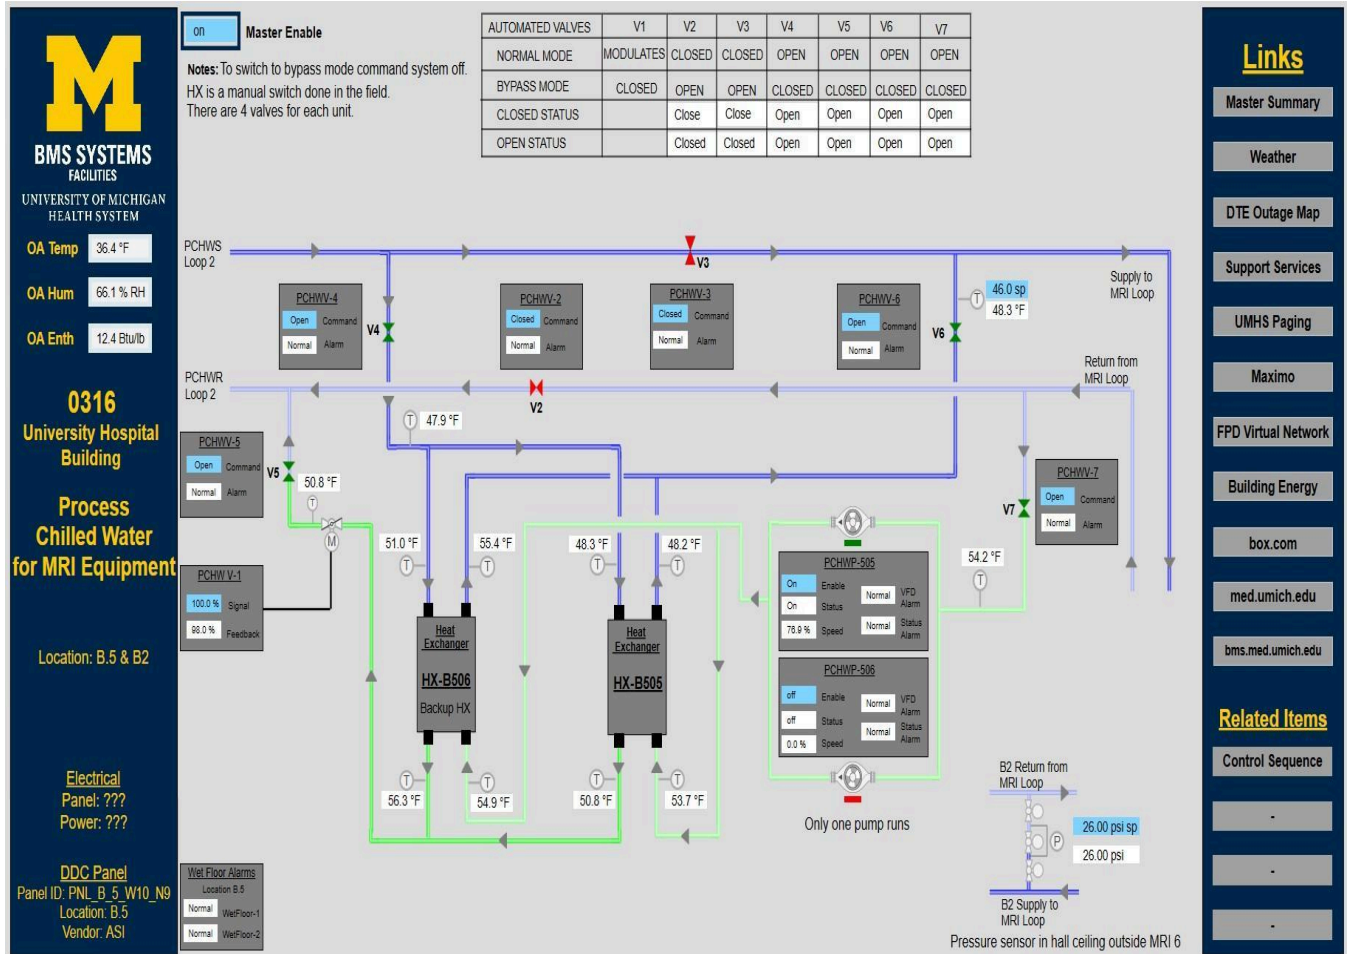 M
BMS SYSTEMS
FACILITIES
UNIVERSITY OF MICHIGAN
HEALTH SYSTEM
OA Temp 36.4 °F
OA Hum 66.1 % RH
OA Enth 12.4 Btu/lb
0316
University Hospital
Building
Process
Chilled Water
for MRI Equipment
Location: B.5 & B2
Electrical
Panel: ???
Power: ???
DDC Panel
Panel ID: PNL_B_5_W10_N9
Location: B.5
Vendor: ASI
on Master Enable
Notes: To switch to bypass mode command system off.
HX is a manual switch done in the field.
There are 4 valves for each unit.
AUTOMATED VALVES V1 V2 V3 V4 V5 V6 V7
NORMAL MODE MODULATES CLOSED CLOSED OPEN OPEN OPEN OPEN
BYPASS MODE CLOSED OPEN OPEN CLOSED CLOSED CLOSED CLOSED
CLOSED STATUS Close Close Open Open Open Open
OPEN STATUS Closed Closed Open Open Open Open
PCHWS
Loop 2
V3
Supply to
MRI Loop
46.0 sp
T
48.3 °F
PCHWV-4
Open Command
Normal Alarm
V4
PCHWV-2
Closed Command
Normal Alarm
PCHWV-3
Closed Command
Normal Alarm
PCHWV-6
Open Command
Normal Alarm
V6
PCHWR
Loop 2
V2
Return from
MRI Loop
T 47.9 °F
PCHWV-5
Open Command
Normal Alarm
V5
50.8 °F
T
M
PCHWV-7
Open Command
Normal Alarm
V7
PCHW V-1
100.0 % Signal
98.0 % Feedback
51.0 °F
T
55.4 °F
T
48.3 °F
T
48.2 °F
T
54.2 °F
T
Heat
Exchanger
HX-B506
Backup HX
Heat
Exchanger
HX-B505
PCHWP-505
On Enable
On Status
76.9 % Speed
Normal VFD
Alarm
Normal Status
Alarm
PCHWP-506
off Enable
off Status
0.0 % Speed
Normal VFD
Alarm
Normal Status
Alarm
T
56.3 °F
T
54.9 °F
T
50.8 °F
T
53.7 °F
Only one pump runs
B2 Return from
MRI Loop
P
26.00 psi sp
26.00 psi
B2 Supply to
MRI Loop
Pressure sensor in hall ceiling outside MRI 6
Wet Floor Alarms
Location B.5
Normal WetFloor-1
Normal WetFloor-2
Links
Master Summary
Weather
DTE Outage Map
Support Services
UMHS Paging
Maximo
FPD Virtual Network
Building Energy
box.com
med.umich.edu
bms.med.umich.edu
Related Items
Control Sequence
-
-
-